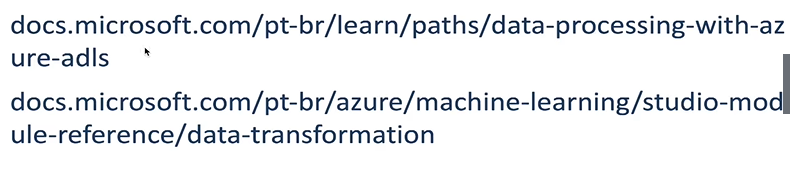 docs.microsoft.com/pt-br/learn/paths/data-processing-with-az
ure-adls
docs.microsoft.com/pt-br/azure/machine-learning/studio-mod
ule-reference/data-transformation